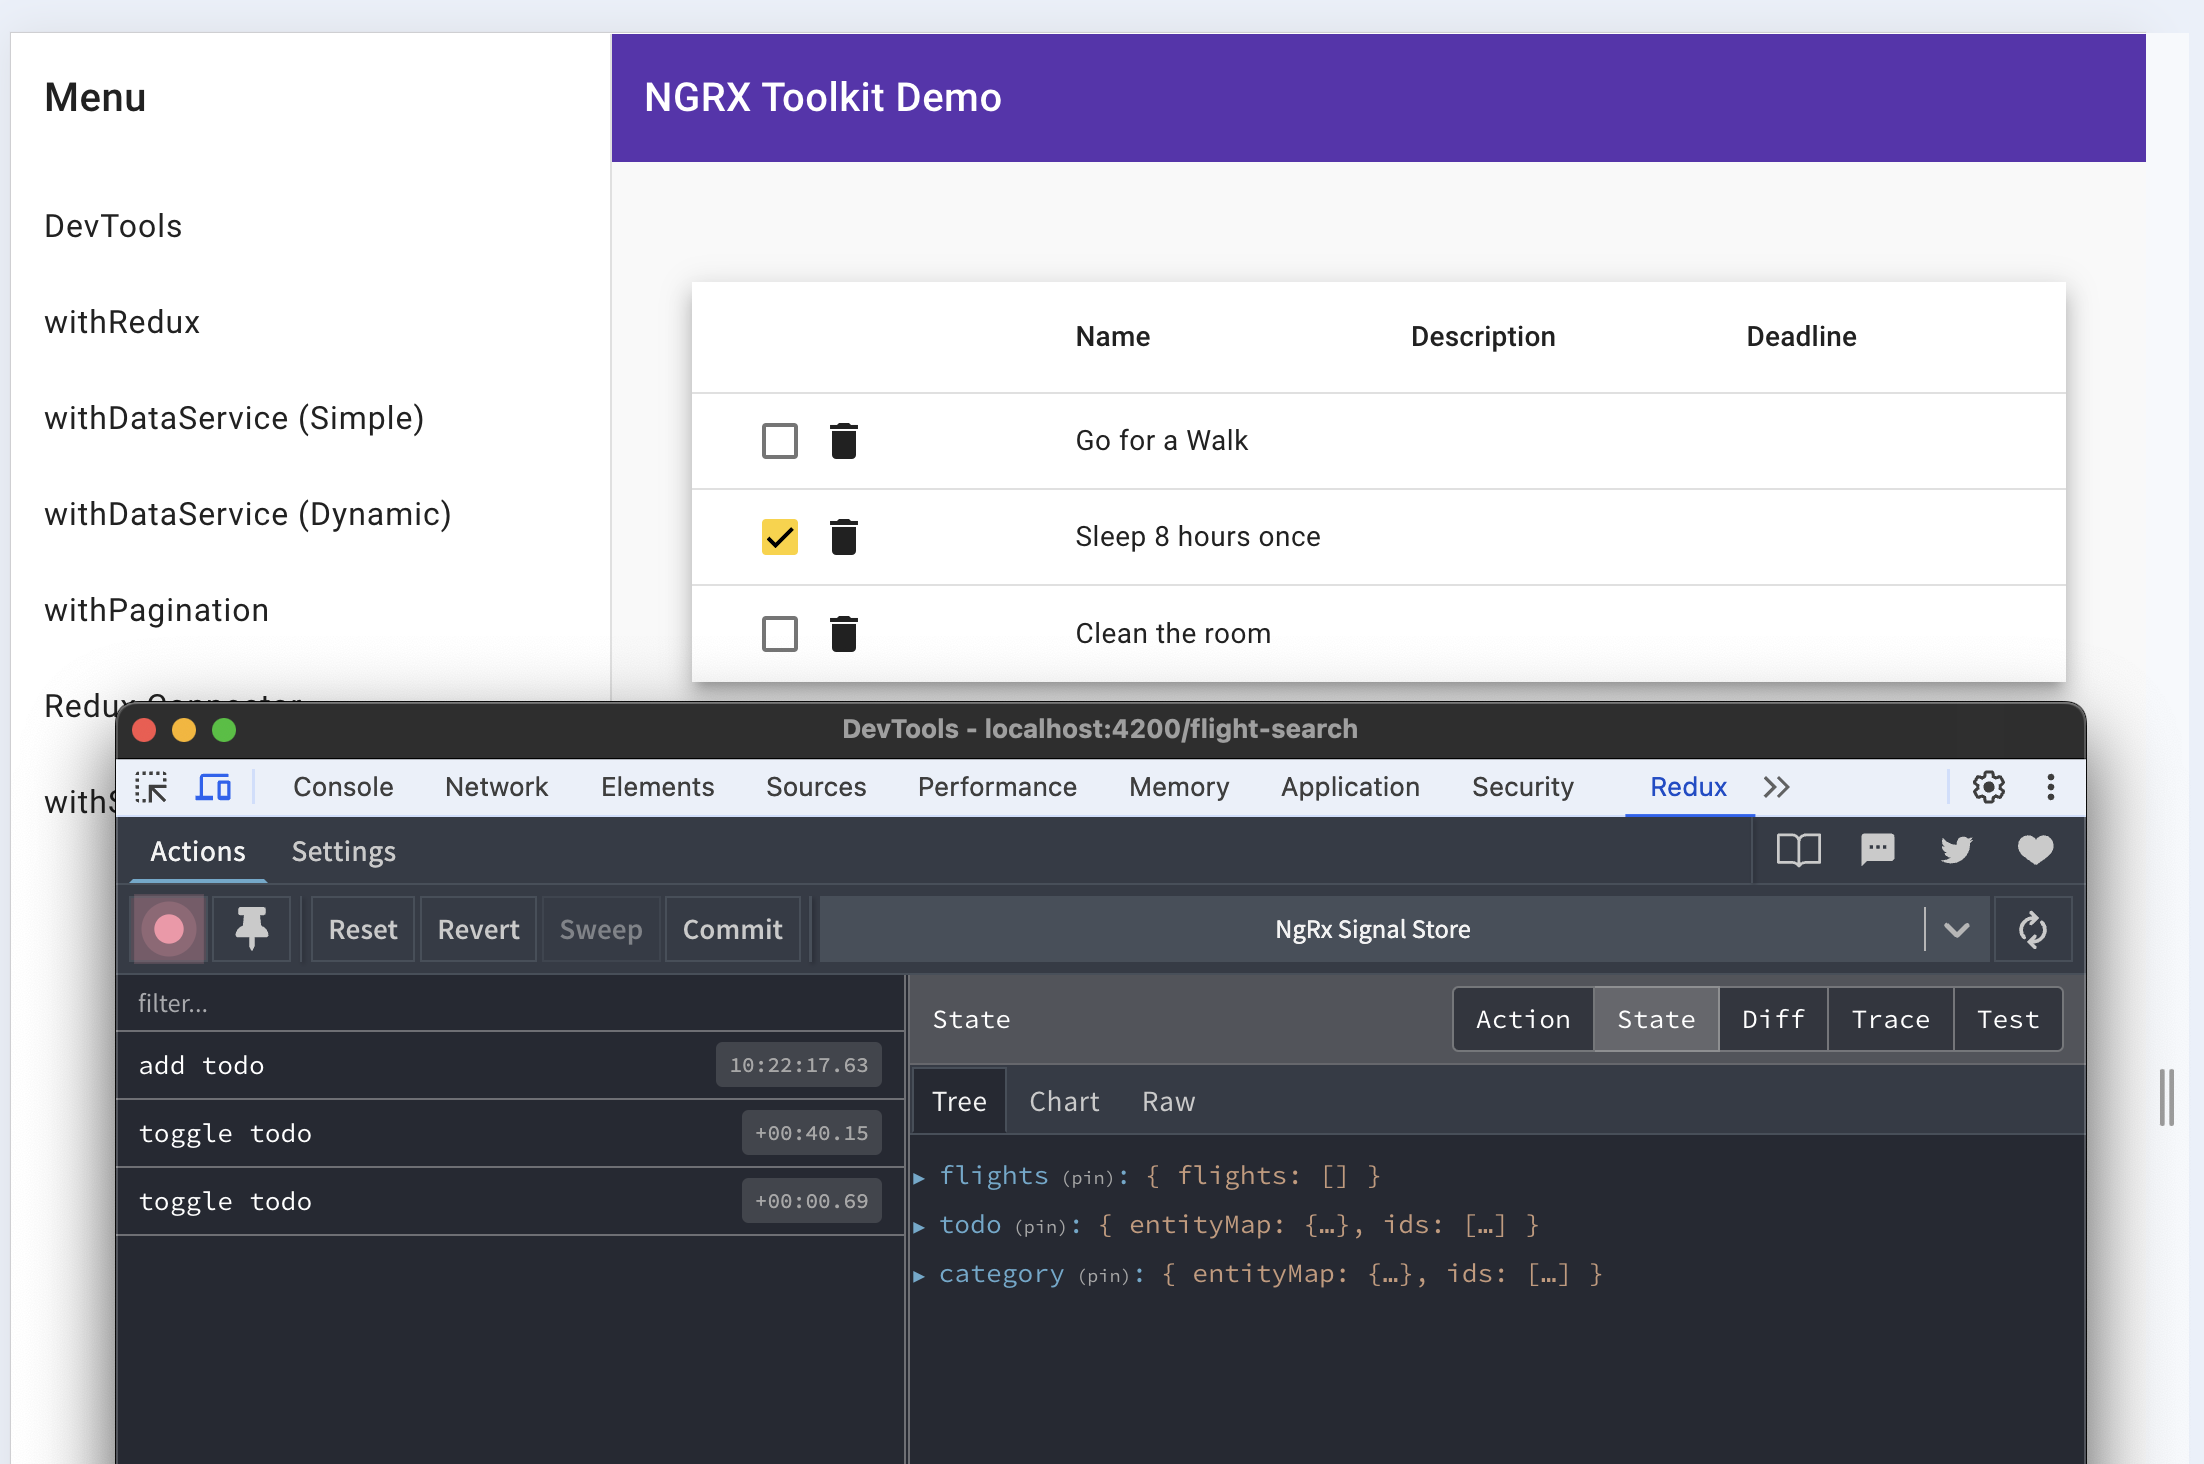 Menu
NGRX Toolkit Demo
DevTools
withRedux
withDataService (Simple)
withDataService (Dynamic)
withPagination
Redux Connector
Name Description Deadline
Go for a Walk
Sleep 8 hours once
Clean the room
DevTools - localhost:4200/flight-search
Console Network Elements Sources Performance Memory Application Security Redux
Actions Settings
Reset Revert Sweep Commit NgRx Signal Store
filter...
add todo 10:22:17.63
toggle todo +00:40.15
toggle todo +00:00.69
State Action State Diff Trace Test
Tree Chart Raw
flights (pin): { flights: [] }
todo (pin): { entityMap: {…}, ids: […] }
category (pin): { entityMap: {…}, ids: […] }